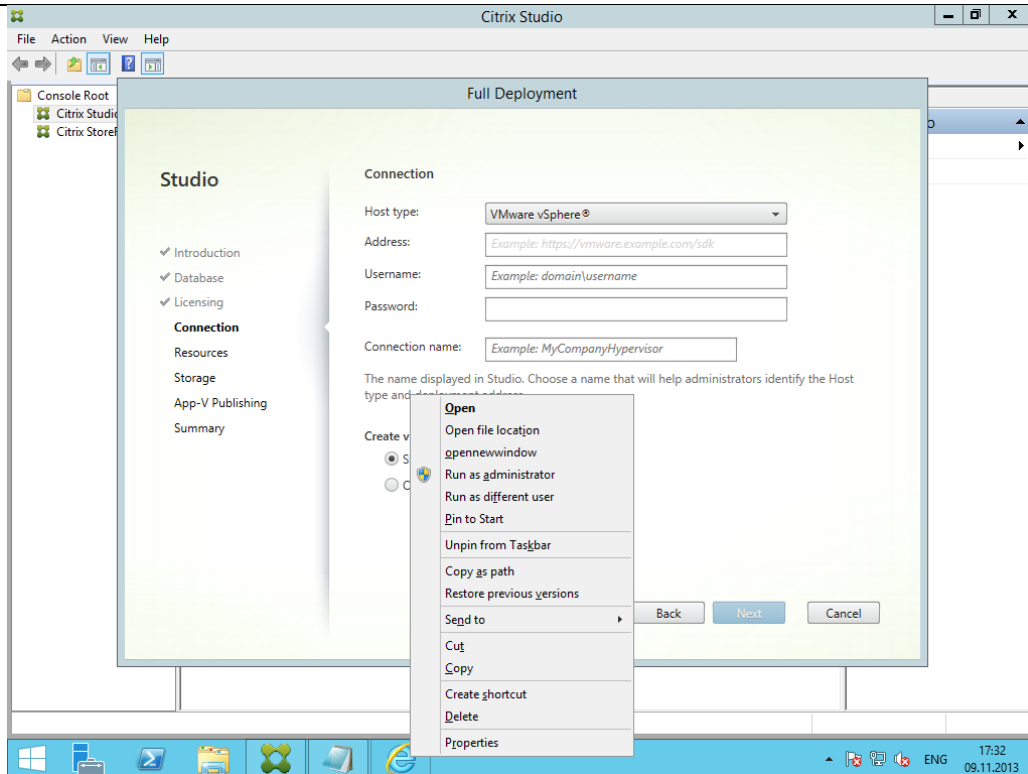 Citrix Studio
File Action View Help
Full Deployment
Console Root
Citrix Studio
Citrix StoreF
Studio
Introduction
Database
Licensing
Connection
Resources
Storage
App-V Publishing
Summary
Connection
Host type:
VMware vSphere®
Address:
Example: https://vmware.example.com/sdk
Username:
Example: domain\username
Password:
Connection name:
Example: MyCompanyHypervisor
The name displayed in Studio. Choose a name that will help administrators identify the Host
type and deployment address.
Create v
S
C
Open
Open file location
opennewwindow
Run as administrator
Run as different user
Pin to Start
Unpin from Taskbar
Copy as path
Restore previous versions
Send to
Cut
Copy
Create shortcut
Delete
Properties
Back Next Cancel
ENG
17:32
09.11.2013